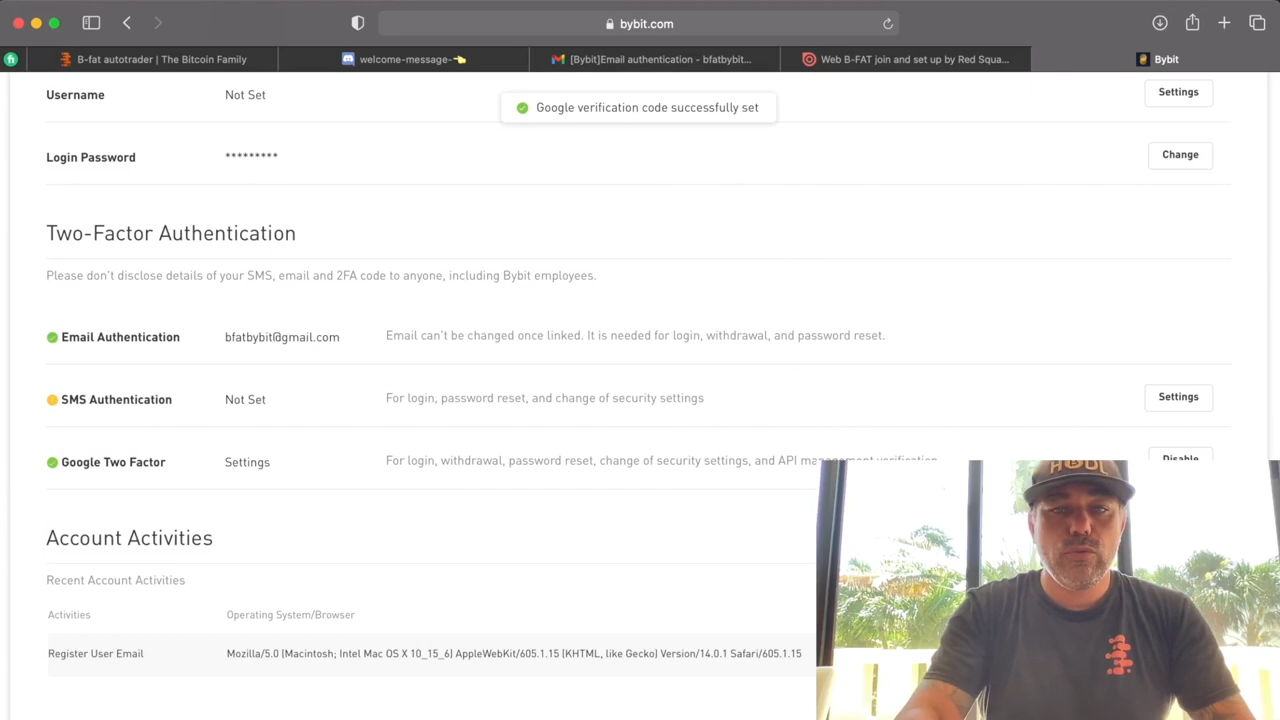 bybit.com
B-fat autotrader | The Bitcoin Family
welcome-message-👈
[Bybit]Email authentication - bfatbybit...
Web B-FAT join and set up by Red Squa...
Bybit
Username
Not Set
Settings
Google verification code successfully set
Login Password
*********
Change
Two-Factor Authentication
Please don't disclose details of your SMS, email and 2FA code to anyone, including Bybit employees.
Email Authentication
bfatbybit@gmail.com
Email can't be changed once linked. It is needed for login, withdrawal, and password reset.
SMS Authentication
Not Set
For login, password reset, and change of security settings
Settings
Google Two Factor
Settings
For login, withdrawal, password reset, change of security settings, and API management verification
Disable
Account Activities
Recent Account Activities
Activities
Operating System/Browser
Register User Email
Mozilla/5.0 (Macintosh; Intel Mac OS X 10_15_6) AppleWebKit/605.1.15 (KHTML, like Gecko) Version/14.0.1 Safari/605.1.15
HODL